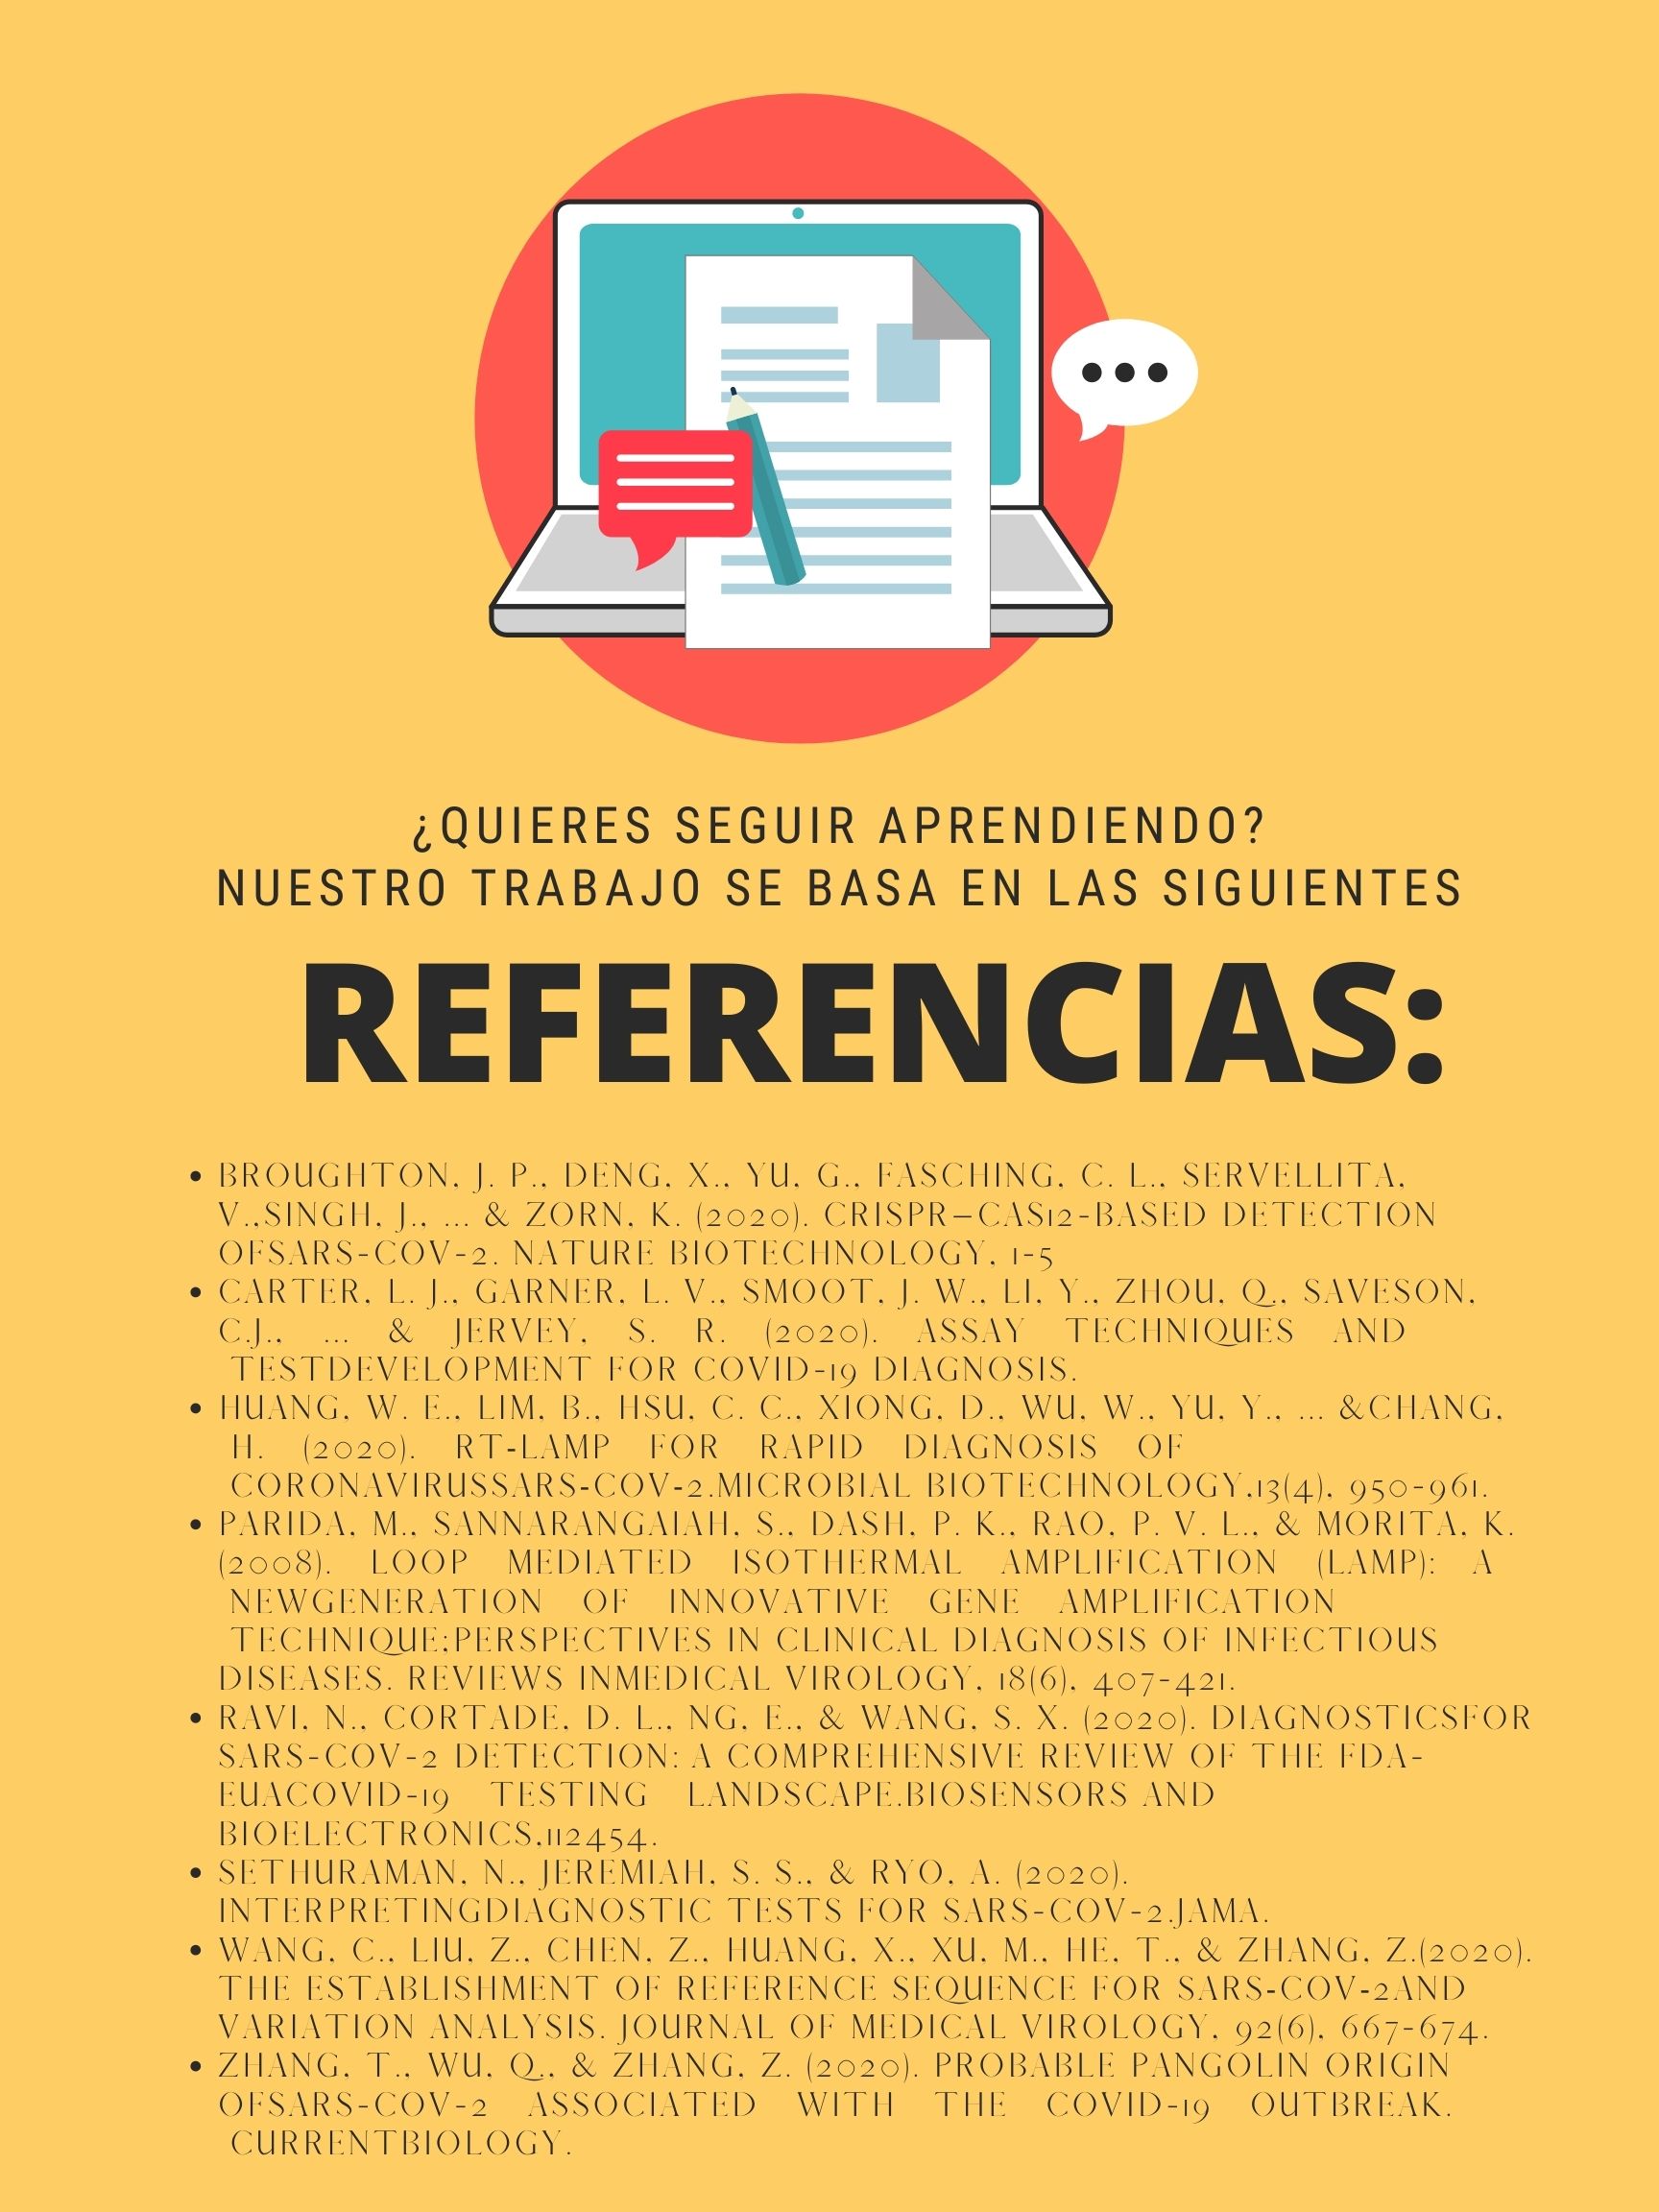 ¿QUIERES SEGUIR APRENDIENDO?
NUESTRO TRABAJO SE BASA EN LAS SIGUIENTES
REFERENCIAS:
• BROUGHTON, J. P., DENG, X., YU, G., FASCHING, C. L., SERVELLITA,
V.,SINGH, J., ... & ZORN, K. (2020). CRISPR–CAS12-BASED DETECTION
OFSARS-COV-2. NATURE BIOTECHNOLOGY, 1-5
• CARTER, L. J., GARNER, L. V., SMOOT, J. W., LI, Y., ZHOU, Q., SAVESON,
C.J., ... & JERVEY, S. R. (2020). ASSAY TECHNIQUES AND
TESTDEVELOPMENT FOR COVID-19 DIAGNOSIS.
• HUANG, W. E., LIM, B., HSU, C. C., XIONG, D., WU, W., YU, Y., ... &CHANG,
H. (2020). RT-LAMP FOR RAPID DIAGNOSIS OF
CORONAVIRUSSARS-COV-2.MICROBIAL BIOTECHNOLOGY,13(4), 950-961.
• PARIDA, M., SANNARANGAIAH, S., DASH, P. K., RAO, P. V. L., & MORITA, K.
(2008). LOOP MEDIATED ISOTHERMAL AMPLIFICATION (LAMP): A
NEWGENERATION OF INNOVATIVE GENE AMPLIFICATION
TECHNIQUE;PERSPECTIVES IN CLINICAL DIAGNOSIS OF INFECTIOUS
DISEASES. REVIEWS INMEDICAL VIROLOGY, 18(6), 407-421.
• RAVI, N., CORTADE, D. L., NG, E., & WANG, S. X. (2020). DIAGNOSTICSFOR
SARS-COV-2 DETECTION: A COMPREHENSIVE REVIEW OF THE FDA-
EUACOVID-19 TESTING LANDSCAPE.BIOSENSORS AND
BIOELECTRONICS,112454.
• SETHURAMAN, N., JEREMIAH, S. S., & RYO, A. (2020).
INTERPRETINGDIAGNOSTIC TESTS FOR SARS-COV-2.JAMA.
• WANG, C., LIU, Z., CHEN, Z., HUANG, X., XU, M., HE, T., & ZHANG, Z.(2020).
THE ESTABLISHMENT OF REFERENCE SEQUENCE FOR SARS-COV-2AND
VARIATION ANALYSIS. JOURNAL OF MEDICAL VIROLOGY, 92(6), 667-674.
• ZHANG, T., WU, Q., & ZHANG, Z. (2020). PROBABLE PANGOLIN ORIGIN
OFSARS-COV-2 ASSOCIATED WITH THE COVID-19 OUTBREAK.
CURRENTBIOLOGY.